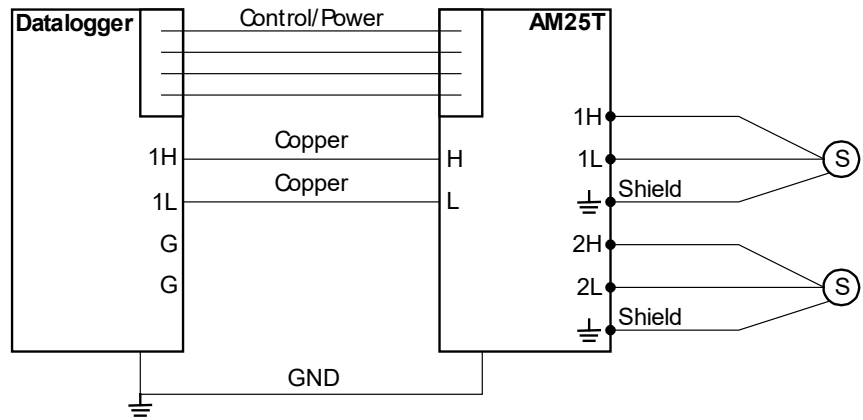 Datalogger
Control/Power
AM25T
1H
Copper
H
1L
Copper
L
G
G
1H
1L
Shield
S
2H
2L
Shield
S
GND